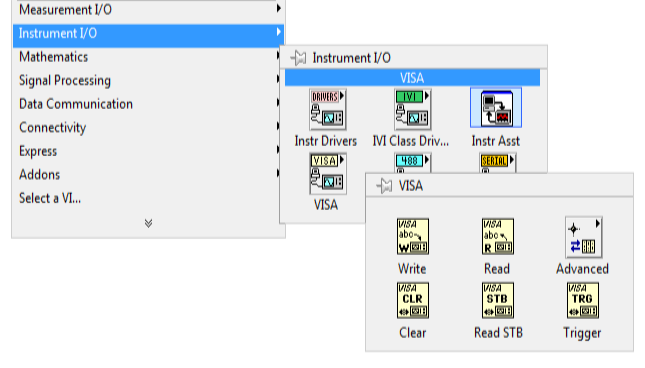 Measurement I/O
Instrument I/O
Mathematics
Signal Processing
Data Communication
Connectivity
Express
Addons
Select a VI...
Instrument I/O
VISA
DRIVERS IVI
Instr Drivers IVI Class Driv... Instr Asst
VISA 488 SERIAL
VISA
VISA
VISA abc W VISA abc R
Write Read Advanced
VISA CLR VISA STB VISA TRG
Clear Read STB Trigger